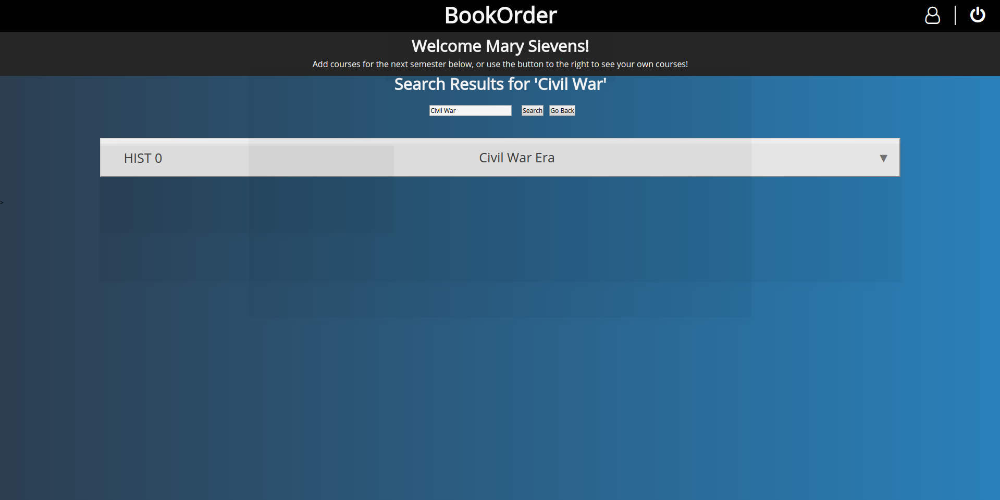 BookOrder
Welcome Mary Sievens!
Add courses for the next semester below, or use the button to the right to see your own courses!
Search Results for 'Civil War'
Civil War Search Go Back
HIST 0 Civil War Era ▼
>